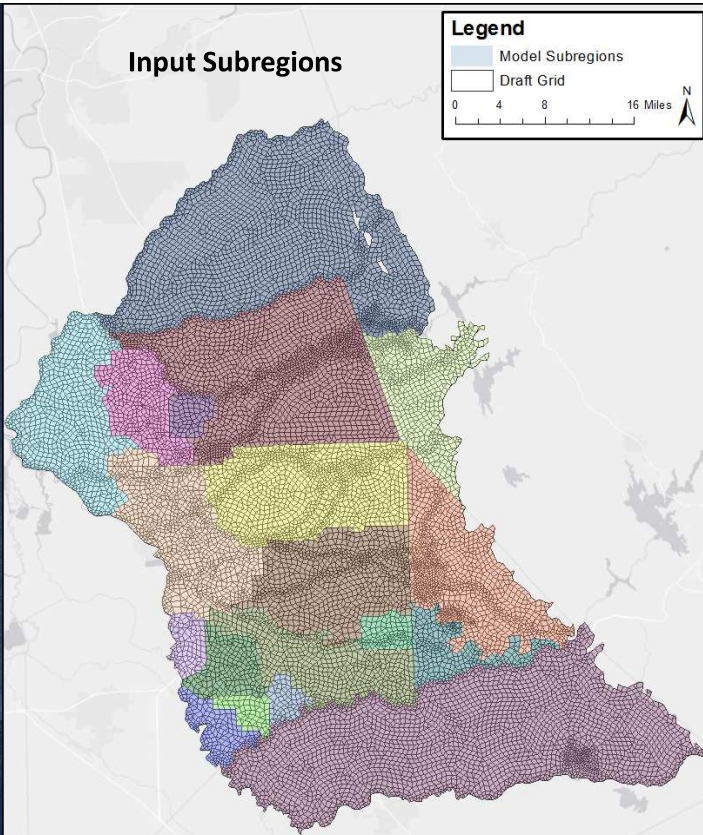 Input Subregions
Legend
Model Subregions
Draft Grid
0 4 8 16 Miles
N